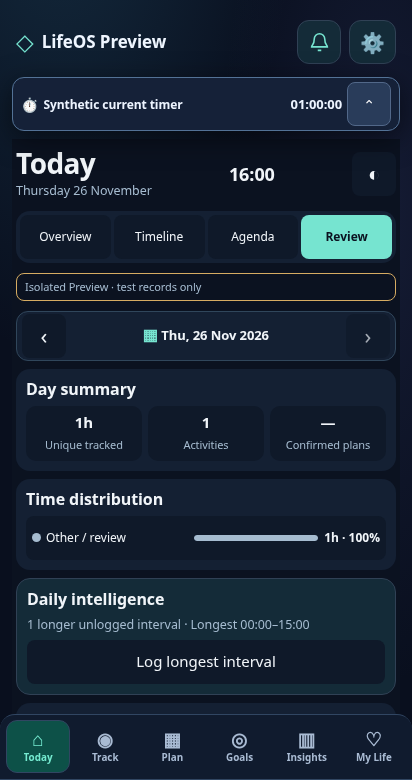 LifeOS Preview
Synthetic current timer
01:00:00
Today
16:00
Thursday 26 November
Overview
Timeline
Agenda
Review
Isolated Preview · test records only
Thu, 26 Nov 2026
Day summary
1h
1
—
Unique tracked
Activities
Confirmed plans
Time distribution
Other / review
1h · 100%
Daily intelligence
1 longer unlogged interval · Longest 00:00–15:00
Log longest interval
Today
Track
Plan
Goals
Insights
My Life